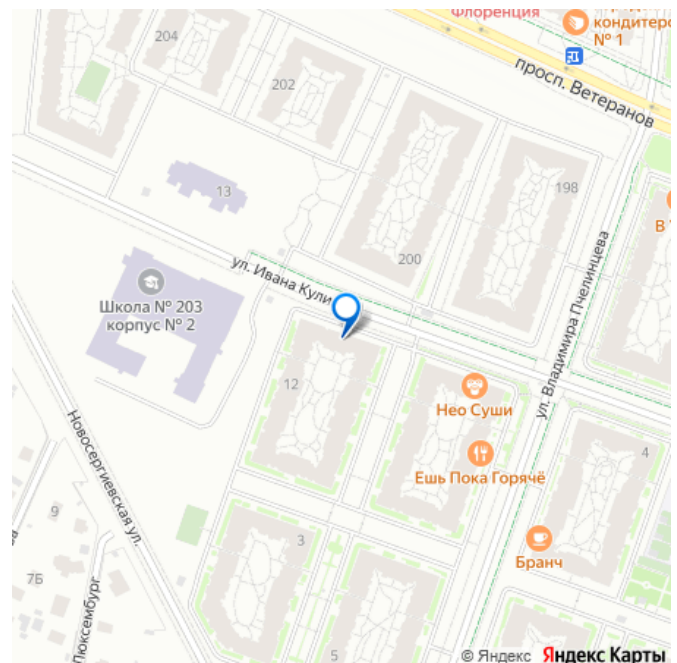 Флоренция
кондитерс
№ 1
204
202
просп. Ветеранов
198
13
В
200
ул. Ивана Кули
ул. Владимира Пчелинцева
Школа № 203
корпус № 2
12
Нео Суши
4
Ешь Пока Горячё
Новосергиевская ул.
9
3
Бранч
7Б
Люксембург
5
© Яндекс Яндекс Карты